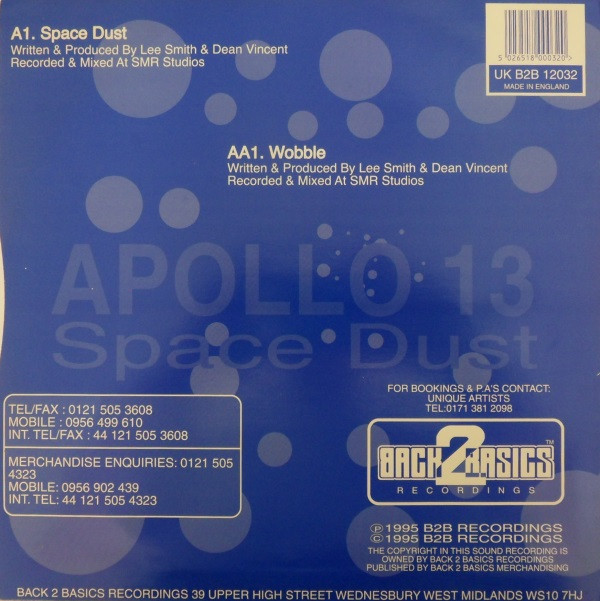 A1. Space Dust
Written & Produced By Lee Smith & Dean Vincent
Recorded & Mixed At SMR Studios
5 026518 000320>
UK B2B 12032
MADE IN ENGLAND
AA1. Wobble
Written & Produced By Lee Smith & Dean Vincent
Recorded & Mixed At SMR Studios
APOLLO 13
Space Dust
FOR BOOKINGS & P.A'S CONTACT:
UNIQUE ARTISTS
TEL:0171 381 2098
TEL/FAX : 0121 505 3608
MOBILE : 0956 499 610
INT. TEL/FAX : 44 121 505 3608
MERCHANDISE ENQUIRIES: 0121 505
4323
MOBILE: 0956 902 439
INT. TEL: 44 121 505 4323
BACK 2 BASICS TM
RECORDINGS
℗ 1995 B2B RECORDINGS
© 1995 B2B RECORDINGS
THE COPYRIGHT IN THIS SOUND RECORDING IS
OWNED BY BACK 2 BASICS RECORDINGS
PUBLISHED BY BACK 2 BASICS MERCHANDISING
BACK 2 BASICS RECORDINGS 39 UPPER HIGH STREET WEDNESBURY WEST MIDLANDS WS10 7HJ